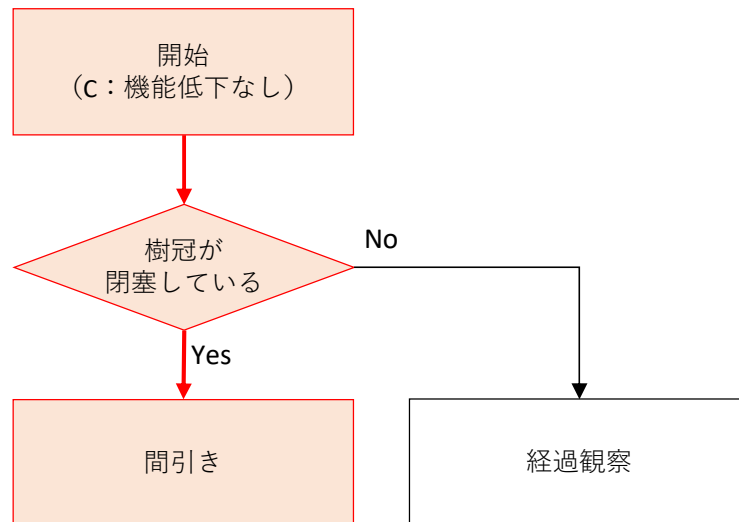 開始
（C：機能低下なし）
樹冠が
閉塞している
No
Yes
間引き
経過観察